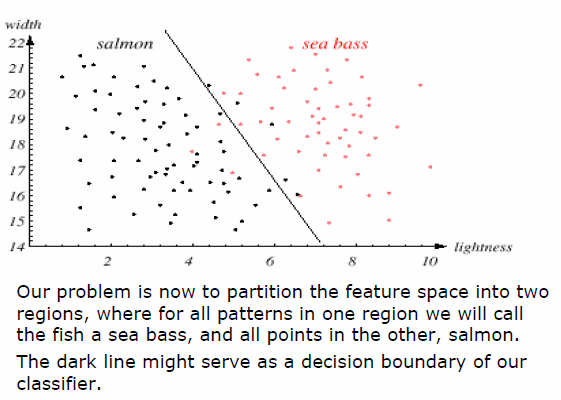 width
22
salmon
sea bass
21
20
19
18
17
16
15
14
lightness
2
4
6
8
10
Our problem is now to partition the feature space into two
regions, where for all patterns in one region we will call
the fish a sea bass, and all points in the other, salmon.
The dark line might serve as a decision boundary of our
classifier.